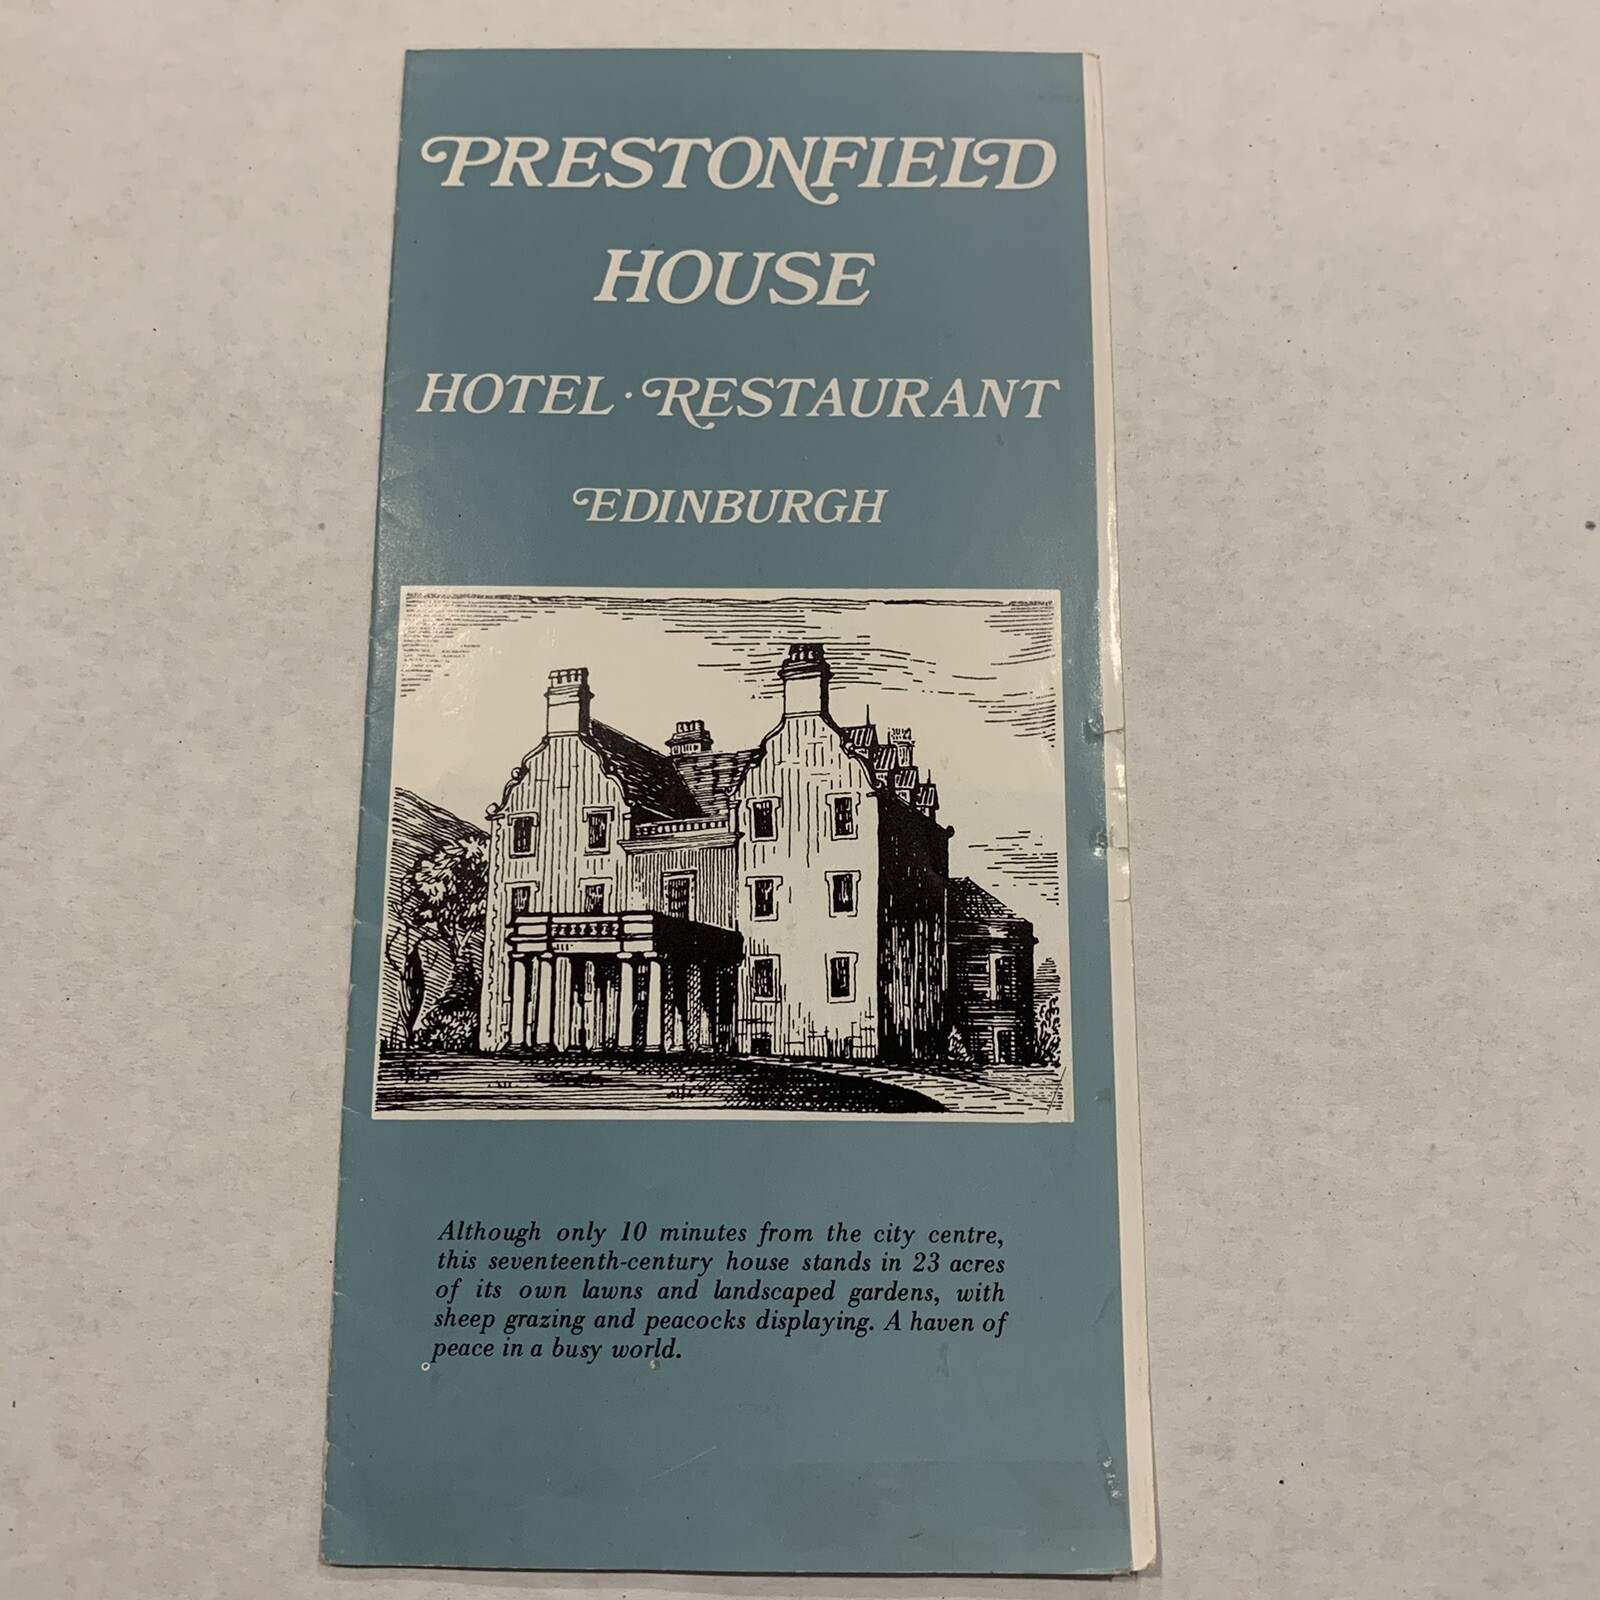 PRESTONFIELD
HOUSE
HOTEL · RESTAURANT
EDINBURGH
Although only 10 minutes from the city centre,
this seventeenth-century house stands in 23 acres
of its own lawns and landscaped gardens, with
sheep grazing and peacocks displaying. A haven of
peace in a busy world.